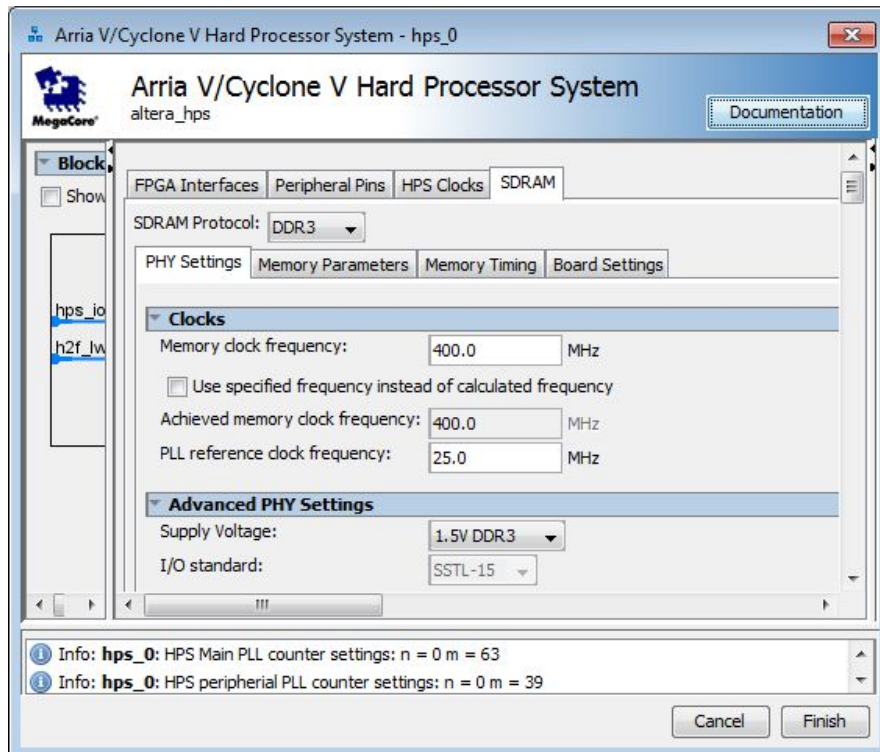 Arria V/Cyclone V Hard Processor System - hps_0
MegaCore®
Arria V/Cyclone V Hard Processor System
altera_hps
Documentation
Block
Show
hps_io
h2f_lw
FPGA Interfaces Peripheral Pins HPS Clocks SDRAM
SDRAM Protocol: DDR3
PHY Settings Memory Parameters Memory Timing Board Settings
Clocks
Memory clock frequency: 400.0 MHz
Use specified frequency instead of calculated frequency
Achieved memory clock frequency: 400.0 MHz
PLL reference clock frequency: 25.0 MHz
Advanced PHY Settings
Supply Voltage: 1.5V DDR3
I/O standard: SSTL-15
Info: hps_0: HPS Main PLL counter settings: n = 0 m = 63
Info: hps_0: HPS peripherial PLL counter settings: n = 0 m = 39
Cancel Finish